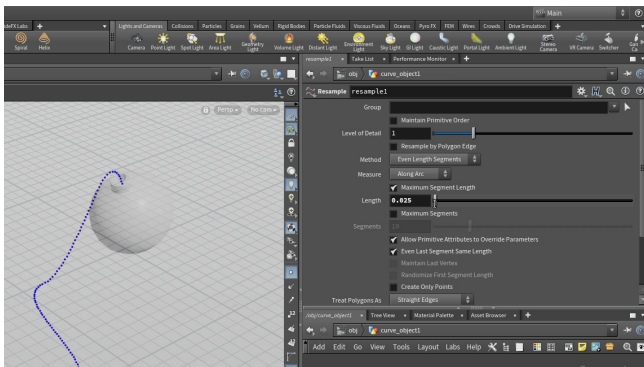 Main
deFX Labs
Lights and Cameras Collisions Particles Grains Vellum Rigid Bodies Particle Fluids Viscous Fluids Oceans Pyro FX FEM Wires Crowds Drive Simulation
Spiral Helix Camera Point Light Spot Light Area Light Geometry Light Volume Light Distant Light Environment Light Sky Light GI Light Caustic Light Portal Light Ambient Light Stereo Camera VR Camera Switcher
resample1 Take List Performance Monitor
obj curve_object1
Resample resample1
Persp No cam
Group
Maintain Primitive Order
Level of Detail 1
Resample by Polygon Edge
Method Even Length Segments
Measure Along Arc
Maximum Segment Length
Length 0.025
Maximum Segments
Segments 10
Allow Primitive Attributes to Override Parameters
Even Last Segment Same Length
Maintain Last Vertex
Randomize First Segment Length
Create Only Points
Treat Polygons As Straight Edges
/obj/curve_object1 Tree View Material Palette Asset Browser
obj curve_object1
Add Edit Go View Tools Layout Labs Help